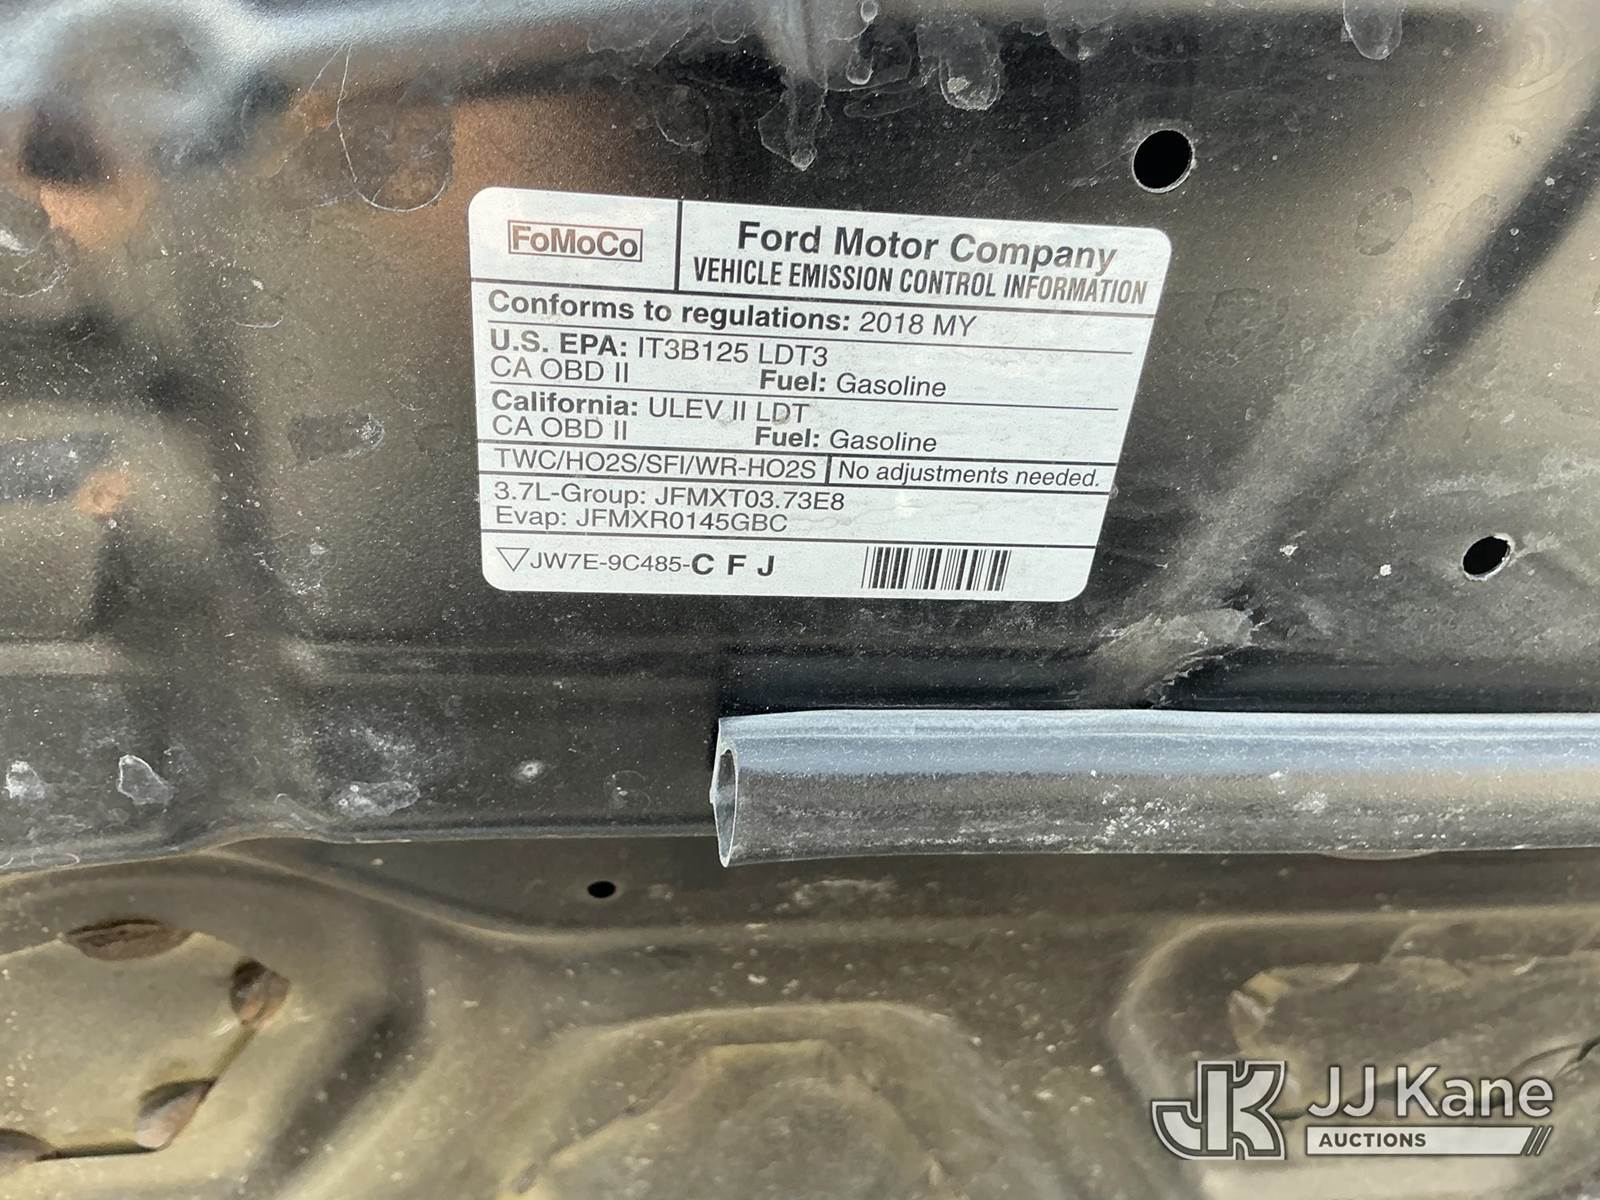 FoMoCo
Ford Motor Company
VEHICLE EMISSION CONTROL INFORMATION
Conforms to regulations: 2018 MY
U.S. EPA: IT3B125 LDT3
CA OBD II Fuel: Gasoline
California: ULEV II LDT
CA OBD II Fuel: Gasoline
TWC/HO2S/SFI/WR-HO2S No adjustments needed.
3.7L-Group: JFMXT03.73E8
Evap: JFMXR0145GBC
JW7E-9C485-C F J
JK JJ Kane
AUCTIONS